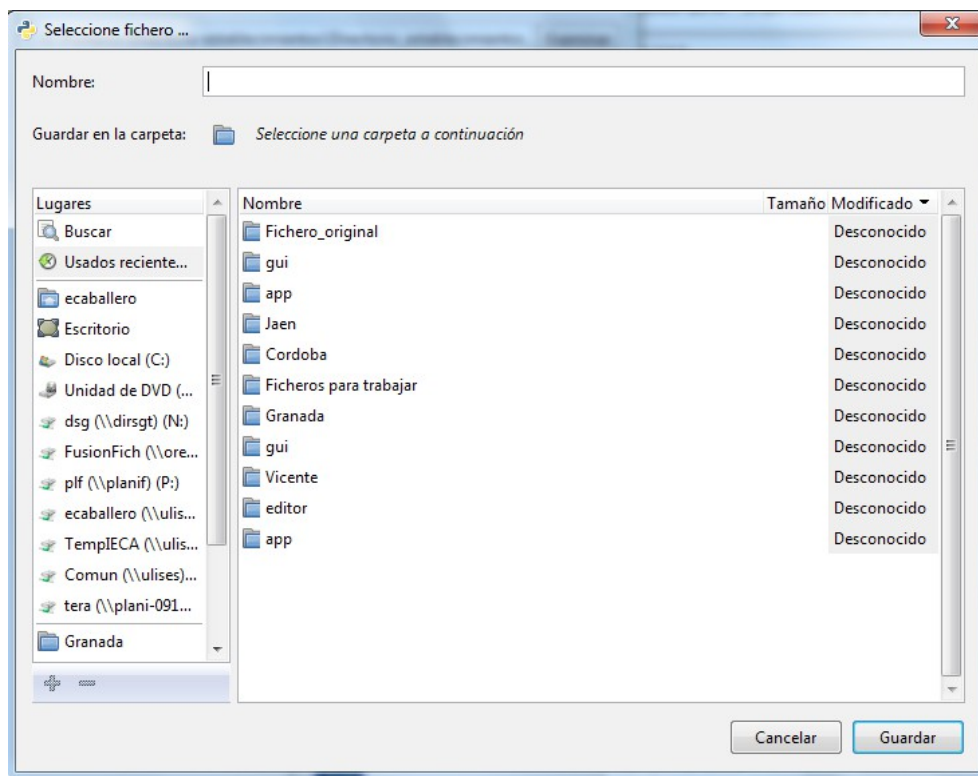 Seleccione fichero ...
Nombre:
Guardar en la carpeta: Seleccione una carpeta a continuación
Lugares
Buscar
Usados reciente...
ecaballero
Escritorio
Disco local (C:)
Unidad de DVD (...
dsg (\\dirsgt) (N:)
FusionFich (\\ore...
plf (\\planif) (P:)
ecaballero (\\ulis...
TempIECA (\\ulis...
Comun (\\ulises)...
tera (\\plani-091...
Granada
Nombre Tamaño Modificado
Fichero_original Desconocido
gui Desconocido
app Desconocido
Jaen Desconocido
Cordoba Desconocido
Ficheros para trabajar Desconocido
Granada Desconocido
gui Desconocido
Vicente Desconocido
editor Desconocido
app Desconocido
Cancelar Guardar